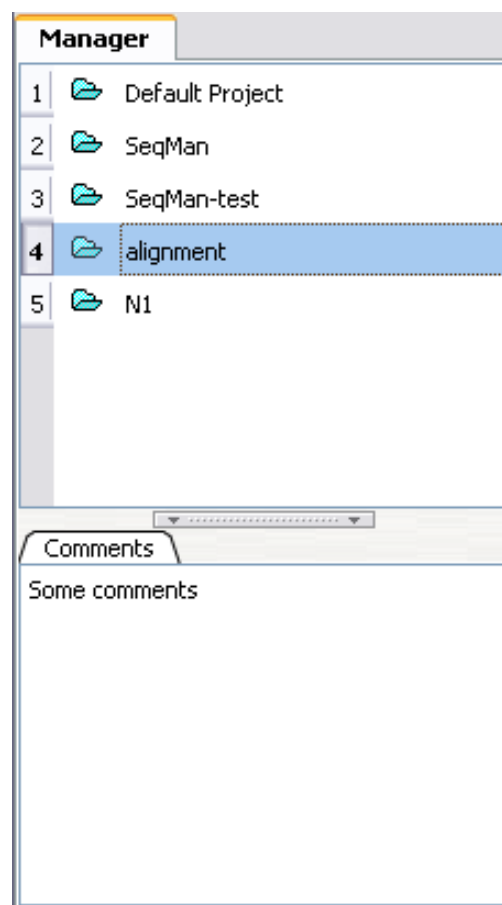 Manager
1 Default Project
2 SeqMan
3 SeqMan-test
4 alignment
5 N1
Comments
Some comments